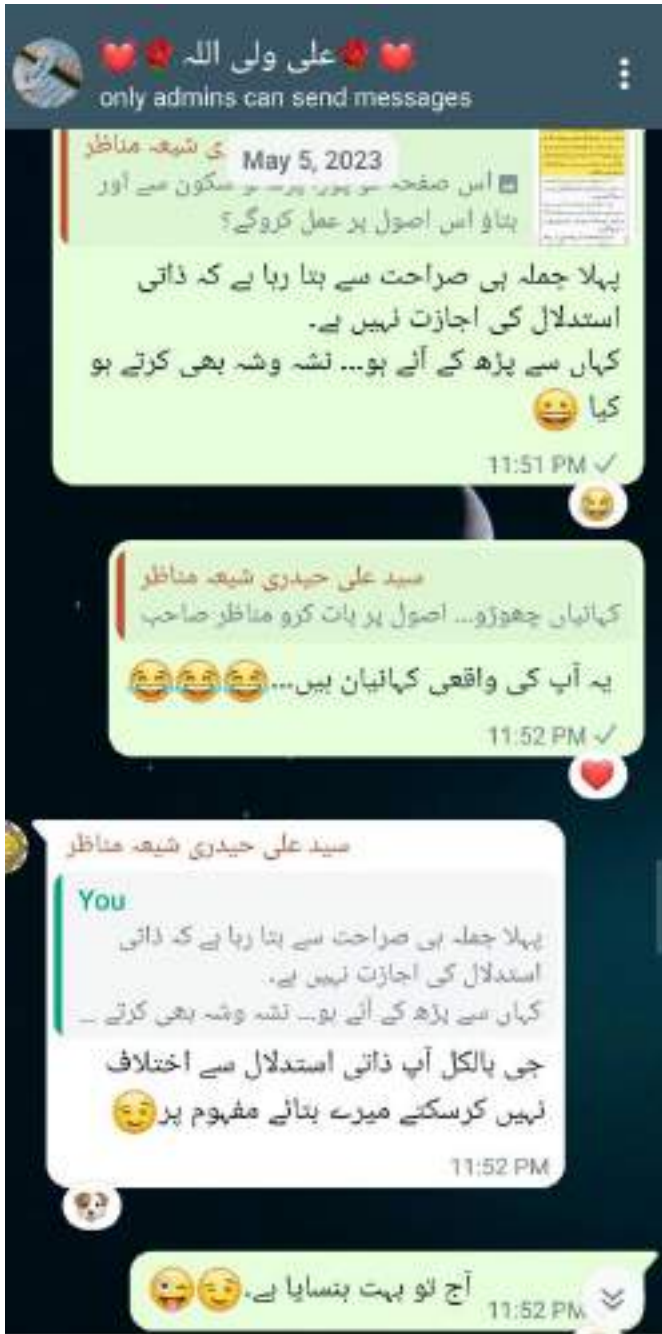 علی ولی اللہ
only admins can send messages
May 5, 2023
ی شیعہ مناظر
اس صفحہ سکون سے اور
بتاؤ اس اصول پر عمل کروگے؟
پہلا جملہ ہی صراحت سے بتا رہا ہے کہ ذاتی
استدلال کی اجازت نہیں ہے۔
کہاں سے پڑھ کے آئے ہو... نشہ وشہ بھی کرتے ہو
کیا 😀
11:51 PM
😂
سید علی حیدری شیعہ مناظر
کہانیاں چھوڑو... اصول پر بات کرو مناظر صاحب
یہ آپ کی واقعی کہانیان ہیں...😂😂😂
11:52 PM
سید علی حیدری شیعہ مناظر
You
پہلا جملہ ہی صراحت سے بتا رہا ہے کہ ذاتی
استدلال کی اجازت نہیں ہے۔
کہاں سے پڑھ کے آئے ہو... نشہ وشہ بھی کرتے ...
جی بالکل آپ ذاتی استدلال سے اختلاف
نہیں کرسکتے میرے بتائے مفہوم پر😉
11:52 PM
آج تو بہت ہنسایا ہے۔😉😜
11:52 PM